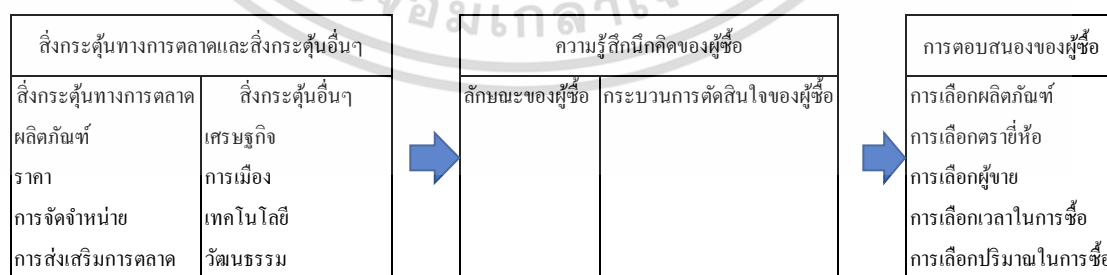 สิ่งกระตุ้นทางการตลาดและสิ่งกระตุ้นอื่นๆ
สิ่งกระตุ้นทางการตลาด สิ่งกระตุ้นอื่นๆ
ผลิตภัณฑ์ เศรษฐกิจ
ราคา การเมือง
การจัดจำหน่าย เทคโนโลยี
การส่งเสริมการตลาด วัฒนธรรม
ความรู้สึกนึกคิดของผู้ซื้อ
ลักษณะของผู้ซื้อ กระบวนการตัดสินใจของผู้ซื้อ
การตอบสนองของผู้ซื้อ
การเลือกผลิตภัณฑ์
การเลือกตรายี่ห้อ
การเลือกผู้ขาย
การเลือกเวลาในการซื้อ
การเลือกปริมาณในการซื้อ